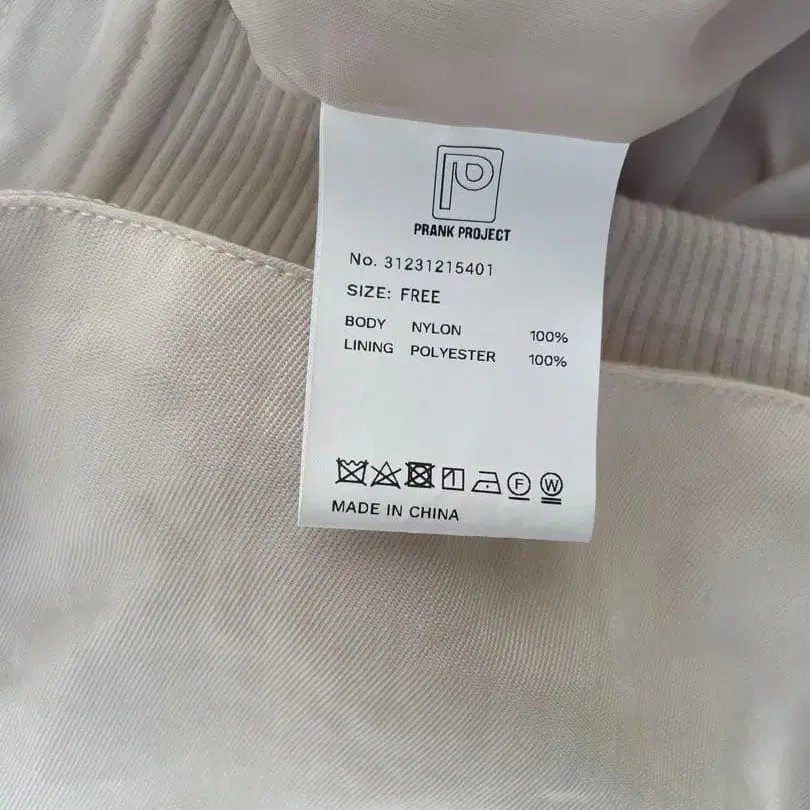 P
PRANK PROJECT
No. 31231215401
SIZE: FREE
BODY NYLON 100%
LINING POLYESTER 100%
F W
MADE IN CHINA